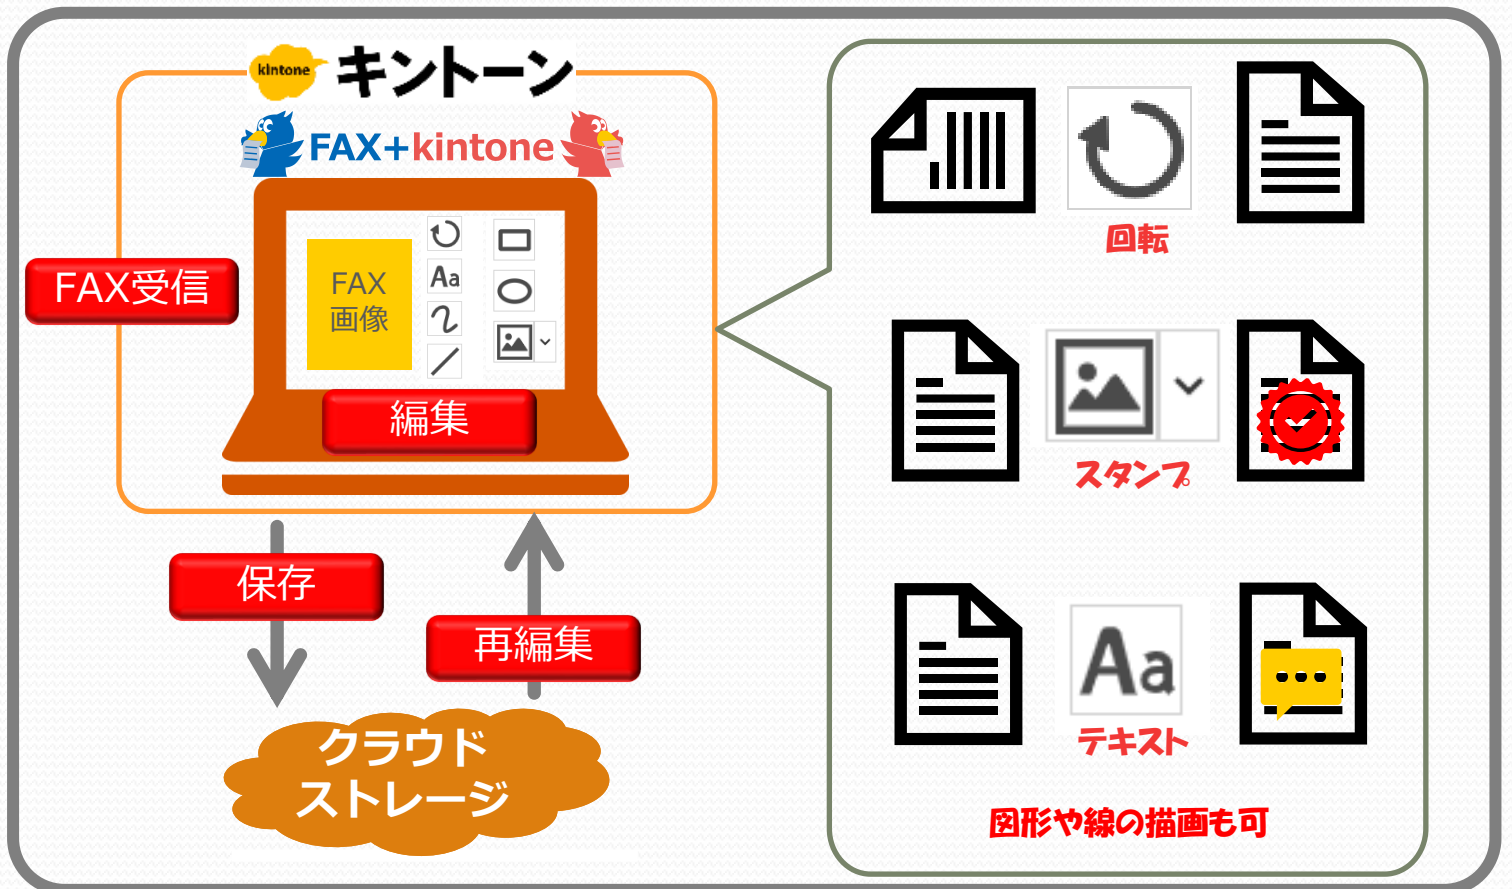 kintone キントーン
FAX+kintone
FAX受信
FAX
画像
Aa
編集
保存
再編集
クラウド
ストレージ
回転
スタンプ
Aa
テキスト
図形や線の描画も可